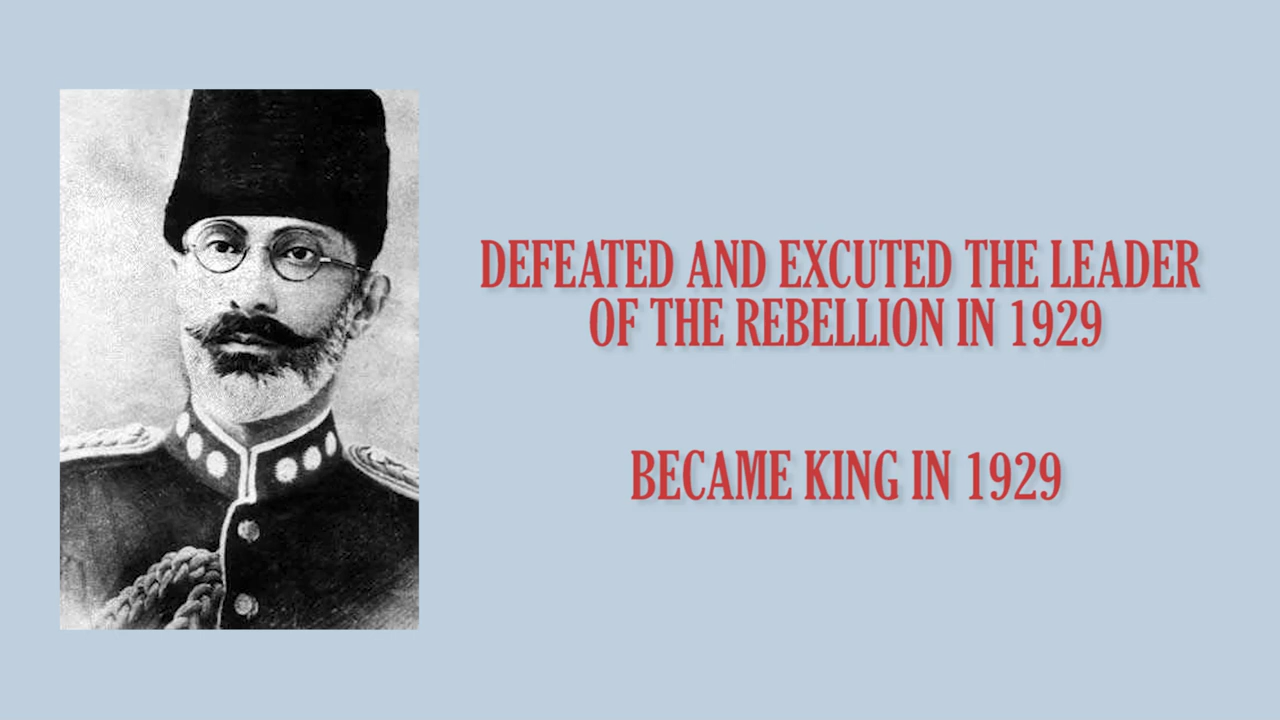 DEFEATED AND EXCUTED THE LEADER
OF THE REBELLION IN 1929
BECAME KING IN 1929